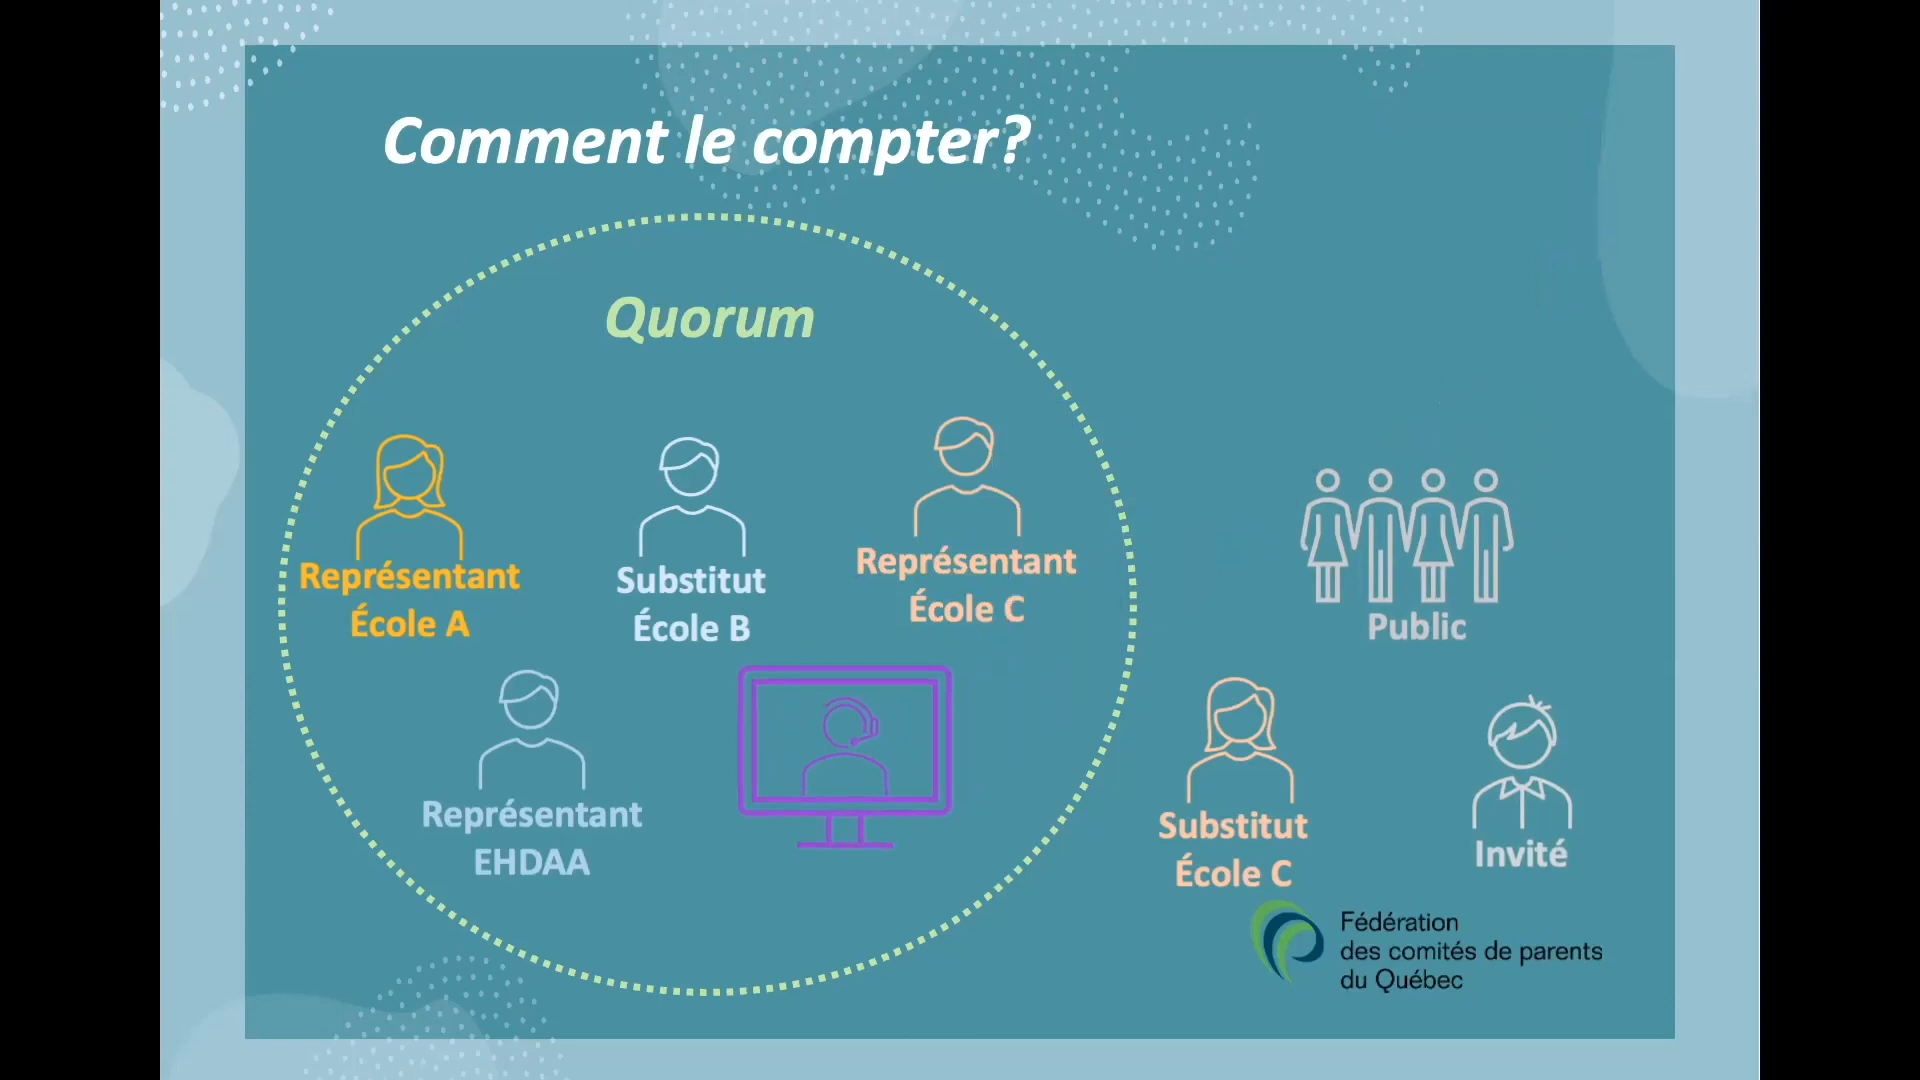 Comment le compter?
Quorum
Représentant
École A
Substitut
École B
Représentant
École C
Public
Représentant
EHDAA
Substitut
École C
Invité
Fédération
des comités de parents
du Québec